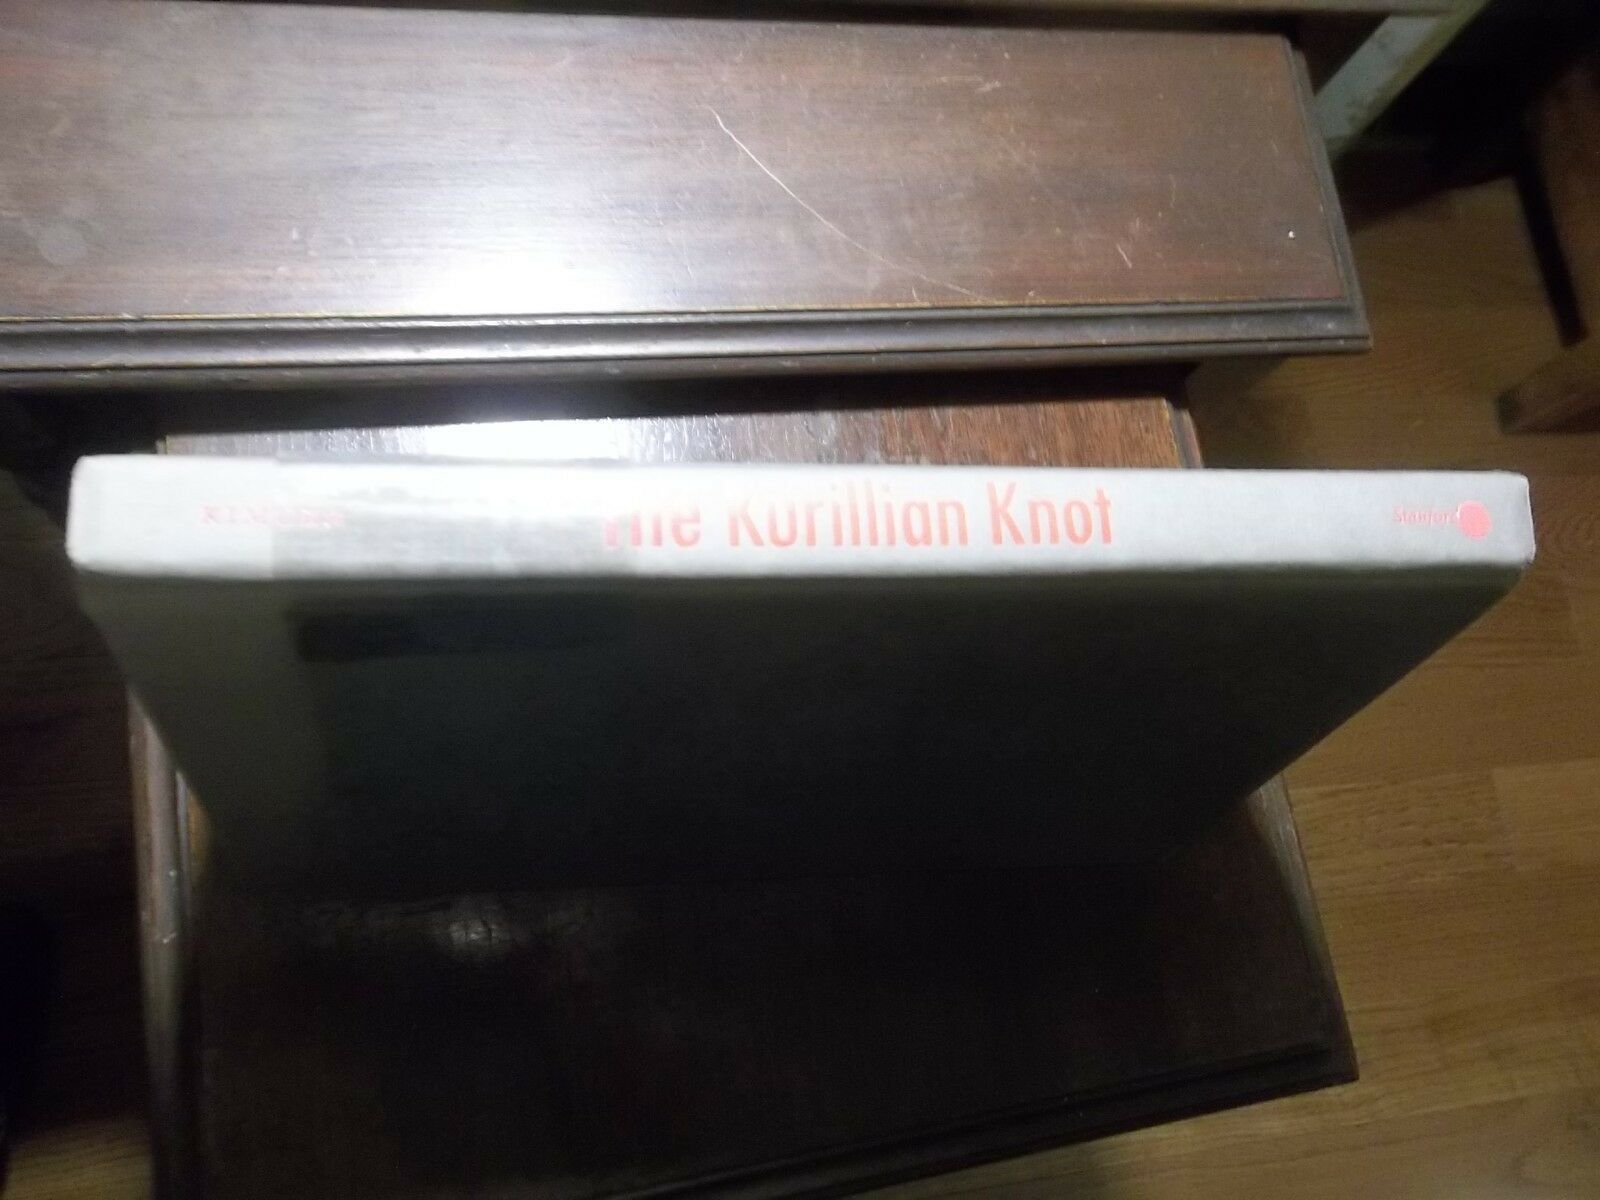 The Kurillian Knot
Stanford